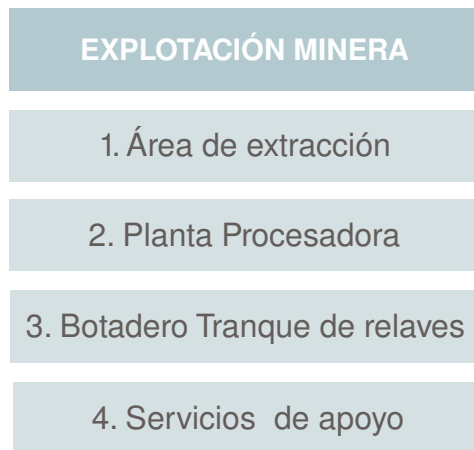 EXPLOTACIÓN MINERA
1. Área de extracción
2. Planta Procesadora
3. Botadero Tranque de relaves
4. Servicios de apoyo